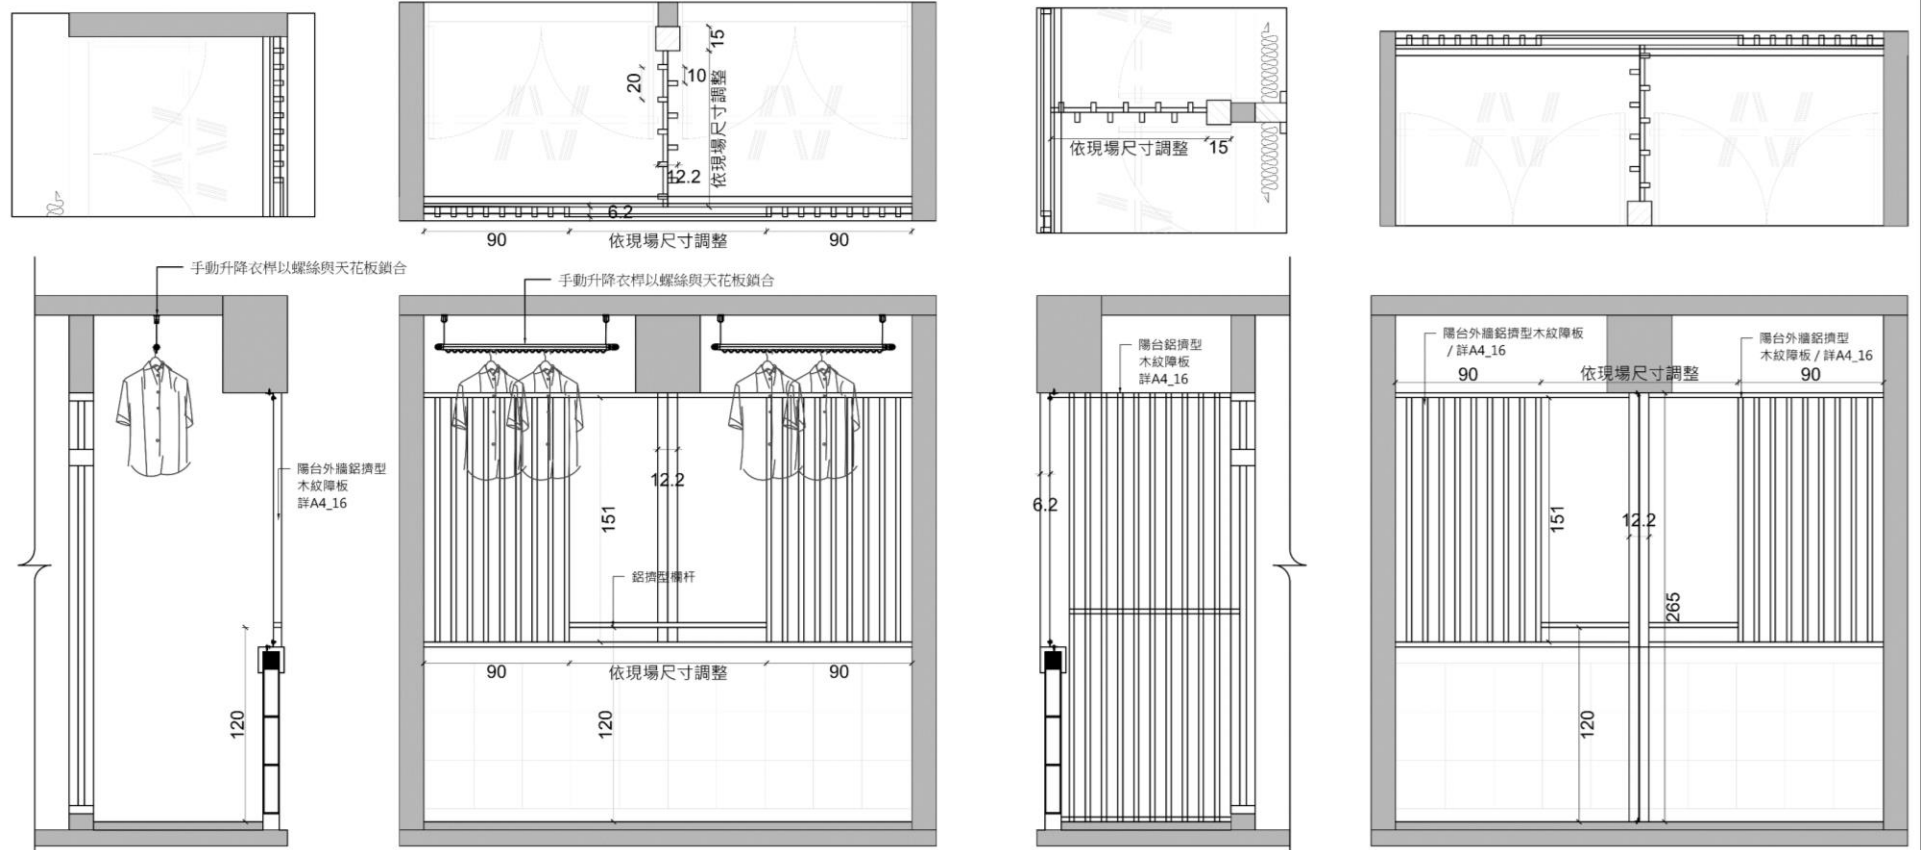 15
20
10
依現場尺寸調整
12.2
6.2
90
依現場尺寸調整
90
依現場尺寸調整
15
手動升降衣桿以螺絲與天花板鎖合
陽台外牆鋁擠型
木紋障板
詳A4_16
120
手動升降衣桿以螺絲與天花板鎖合
12.2
151
鋁擠型欄杆
90
依現場尺寸調整
90
120
陽台鋁擠型
木紋障板
詳A4_16
6.2
陽台外牆鋁擠型木紋障板
/ 詳A4_16
陽台外牆鋁擠型
木紋障板 / 詳A4_16
90
依現場尺寸調整
90
151
12.2
265
120